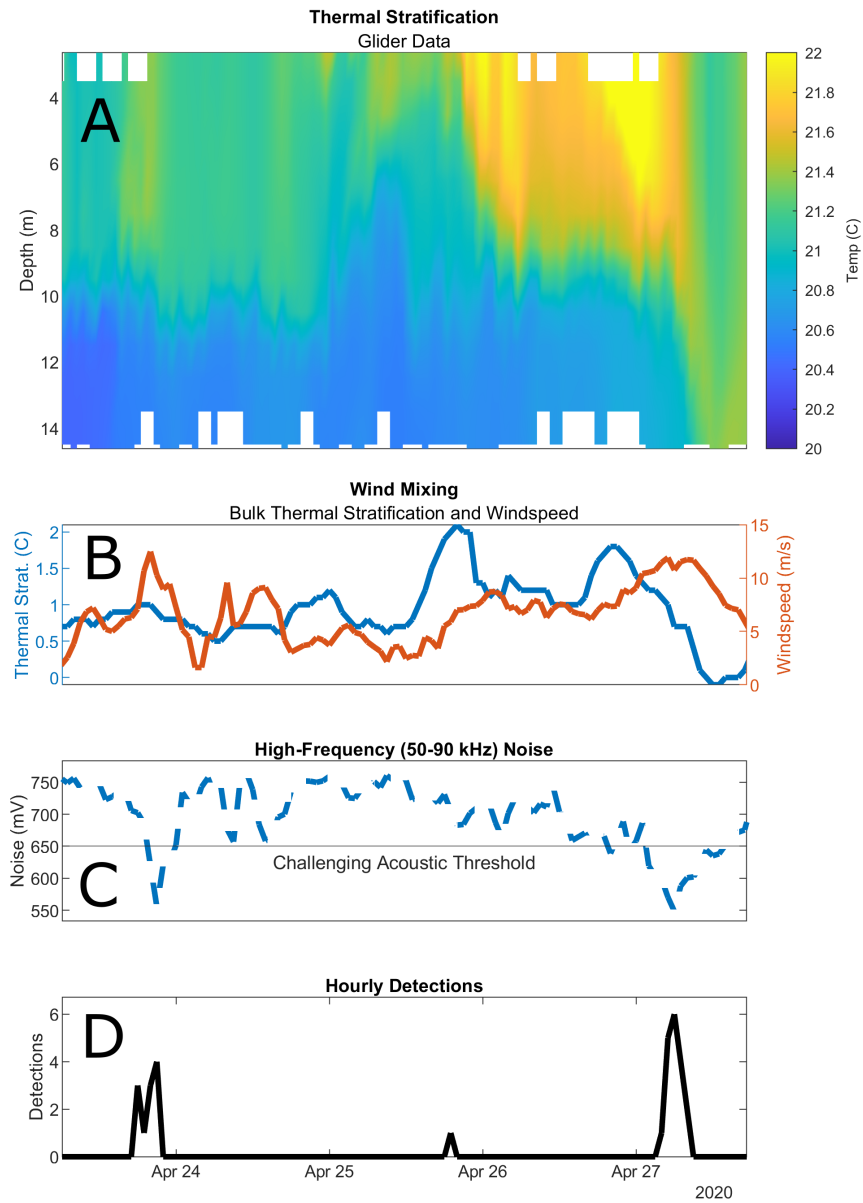 Thermal Stratification
Glider Data
A
Depth (m)
4
6
8
10
12
14
22
21.8
21.6
21.4
21.2
21
20.8
20.6
20.4
20.2
20
Temp (C)
Wind Mixing
Bulk Thermal Stratification and Windspeed
B
Thermal Strat. (C)
2
1.5
1
0.5
0
15
10
5
0
Windspeed (m/s)
High-Frequency (50-90 kHz) Noise
Noise (mV)
750
700
650
600
550
Challenging Acoustic Threshold
C
Hourly Detections
D
Detections
6
4
2
0
Apr 24 Apr 25 Apr 26 Apr 27
2020